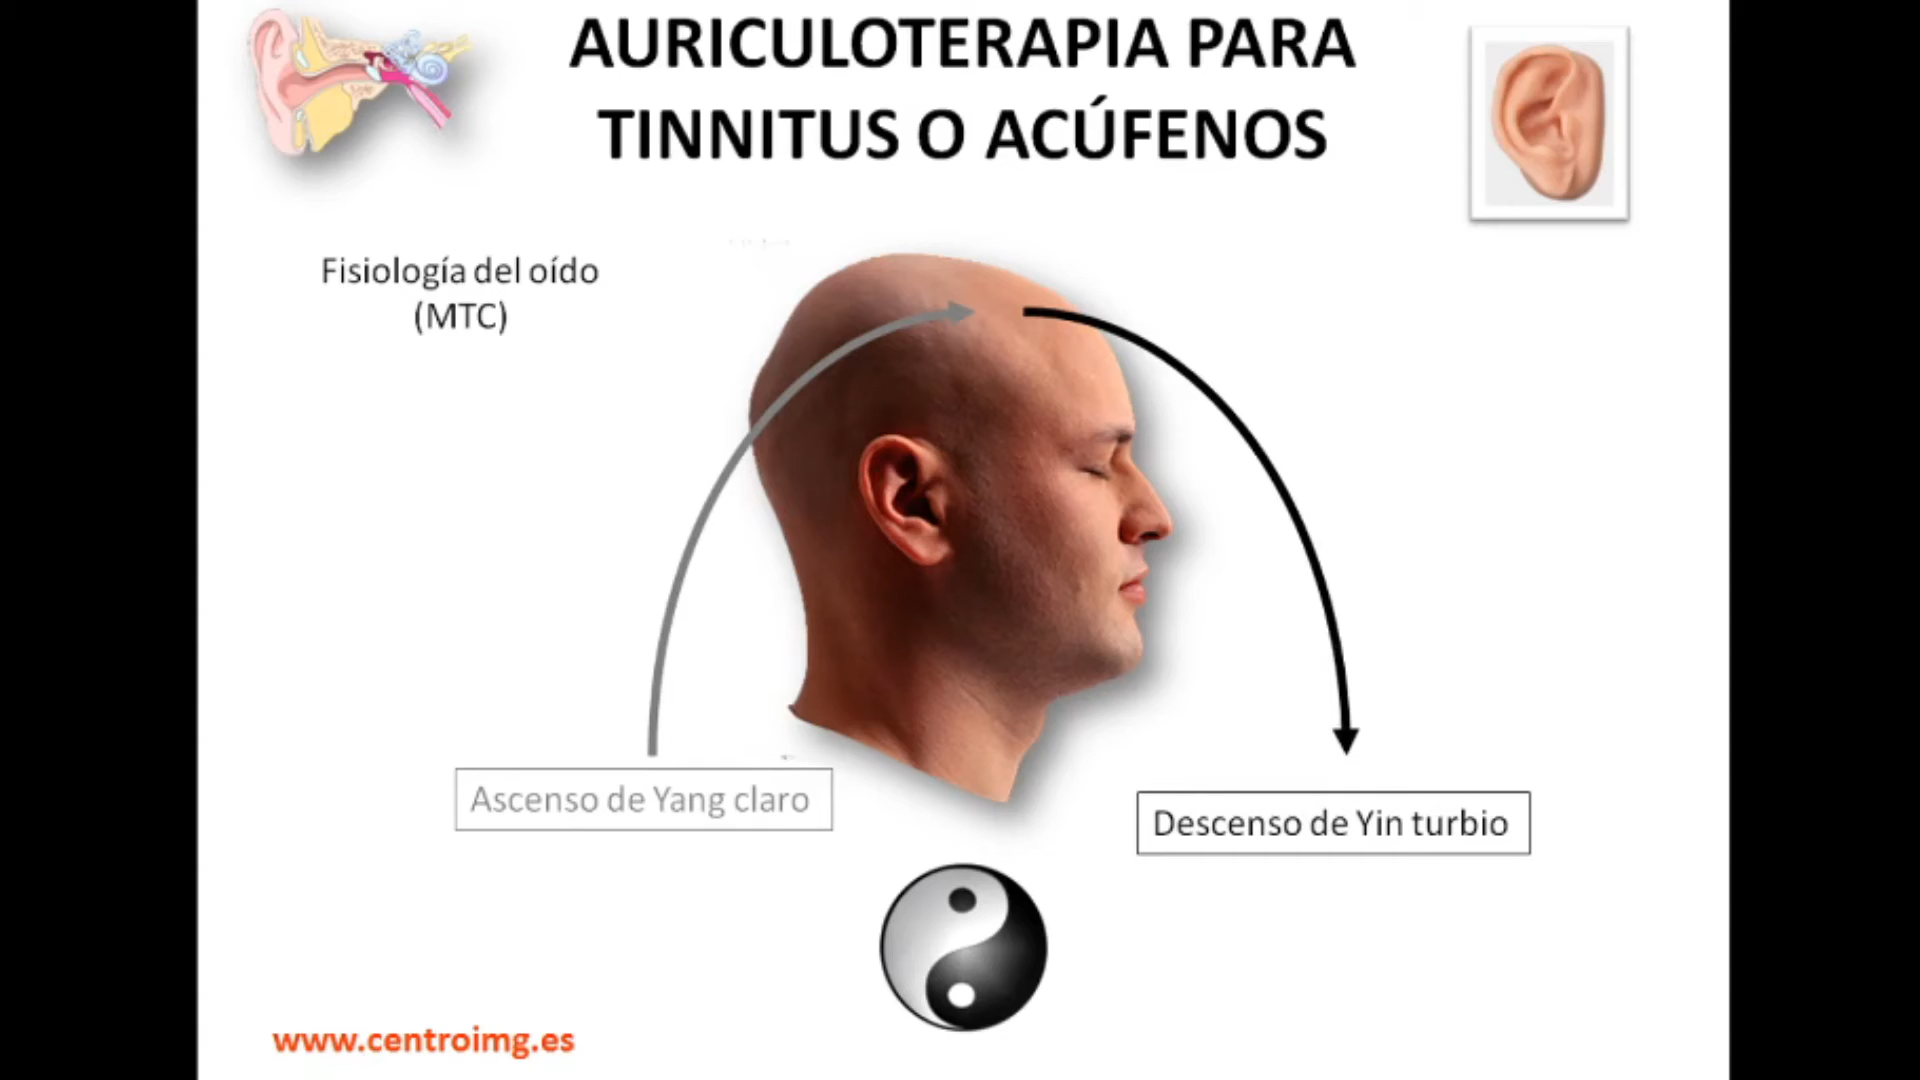 AURICULOTERAPIA PARA
TINNITUS O ACÚFENOS
Fisiología del oído
(MTC)
Ascenso de Yang claro
Descenso de Yin turbio
www.centroimg.es